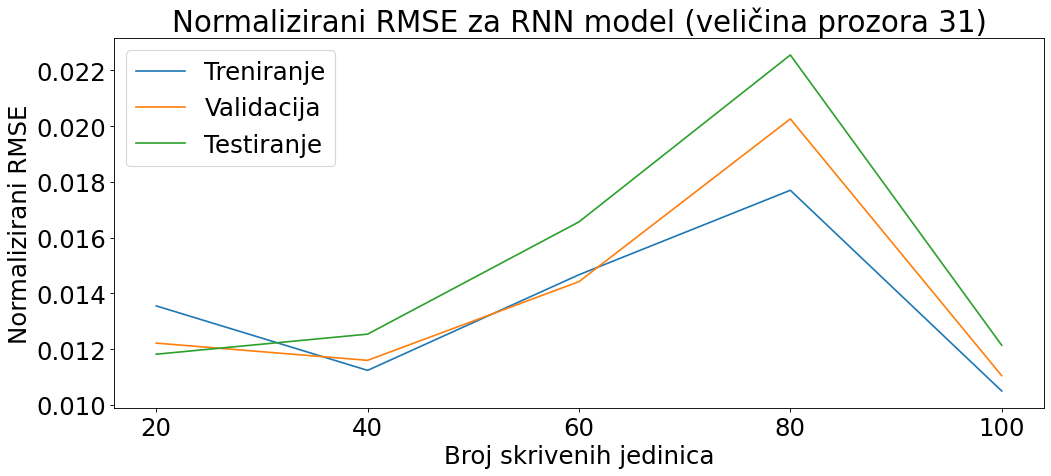 Normalizirani RMSE za RNN model (veličina prozora 31)
Treniranje
Validacija
Testiranje
Normalizirani RMSE
0.022
0.020
0.018
0.016
0.014
0.012
0.010
20 40 60 80 100
Broj skrivenih jedinica